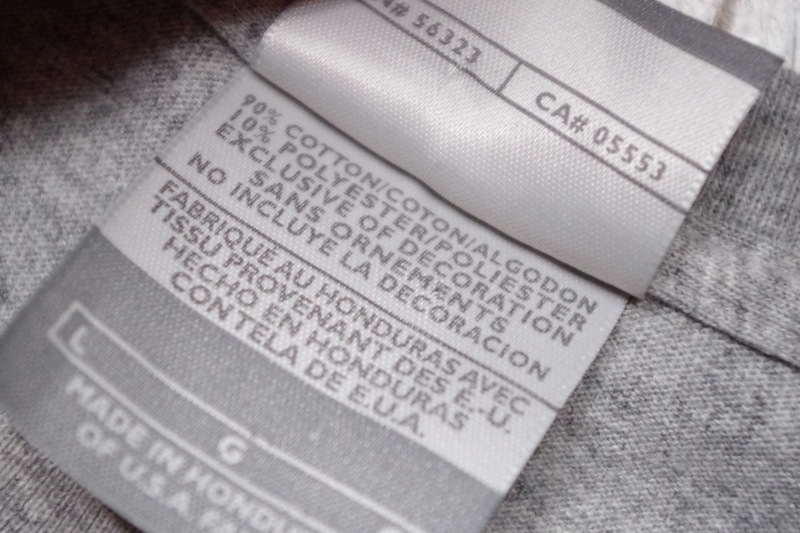 # 56323 | CA# 05553
90% COTTON/COTON/ALGODON
10% POLYESTER/POLIESTER
EXCLUSIVE OF DECORATION
SANS ORNEMENTS
NO INCLUYE LA DECORACION
FABRIQUE AU HONDURAS AVEC
TISSU PROVENANT DES E.-U.
HECHO EN HONDURAS
CON TELA DE E.U.A.
L
G
MADE IN
OF U.S.A.